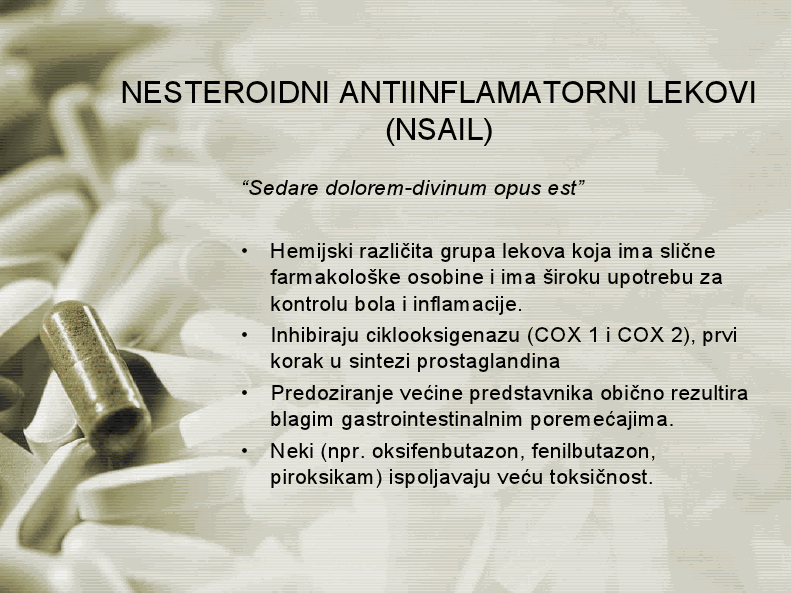 NESTEROIDNI ANTIINFLAMATORNI LEKOVI
(NSAIL)
“Sedare dolorem-divinum opus est”
• Hemijski različita grupa lekova koja ima slične
farmakološke osobine i ima široku upotrebu za
kontrolu bola i inflamacije.
• Inhibiraju ciklooksigenazu (COX 1 i COX 2), prvi
korak u sintezi prostaglandina
• Predoziranje većine predstavnika obično rezultira
blagim gastrointestinalnim poremećajima.
• Neki (npr. oksifenbutazon, fenilbutazon,
piroksikam) ispoljavaju veću toksičnost.